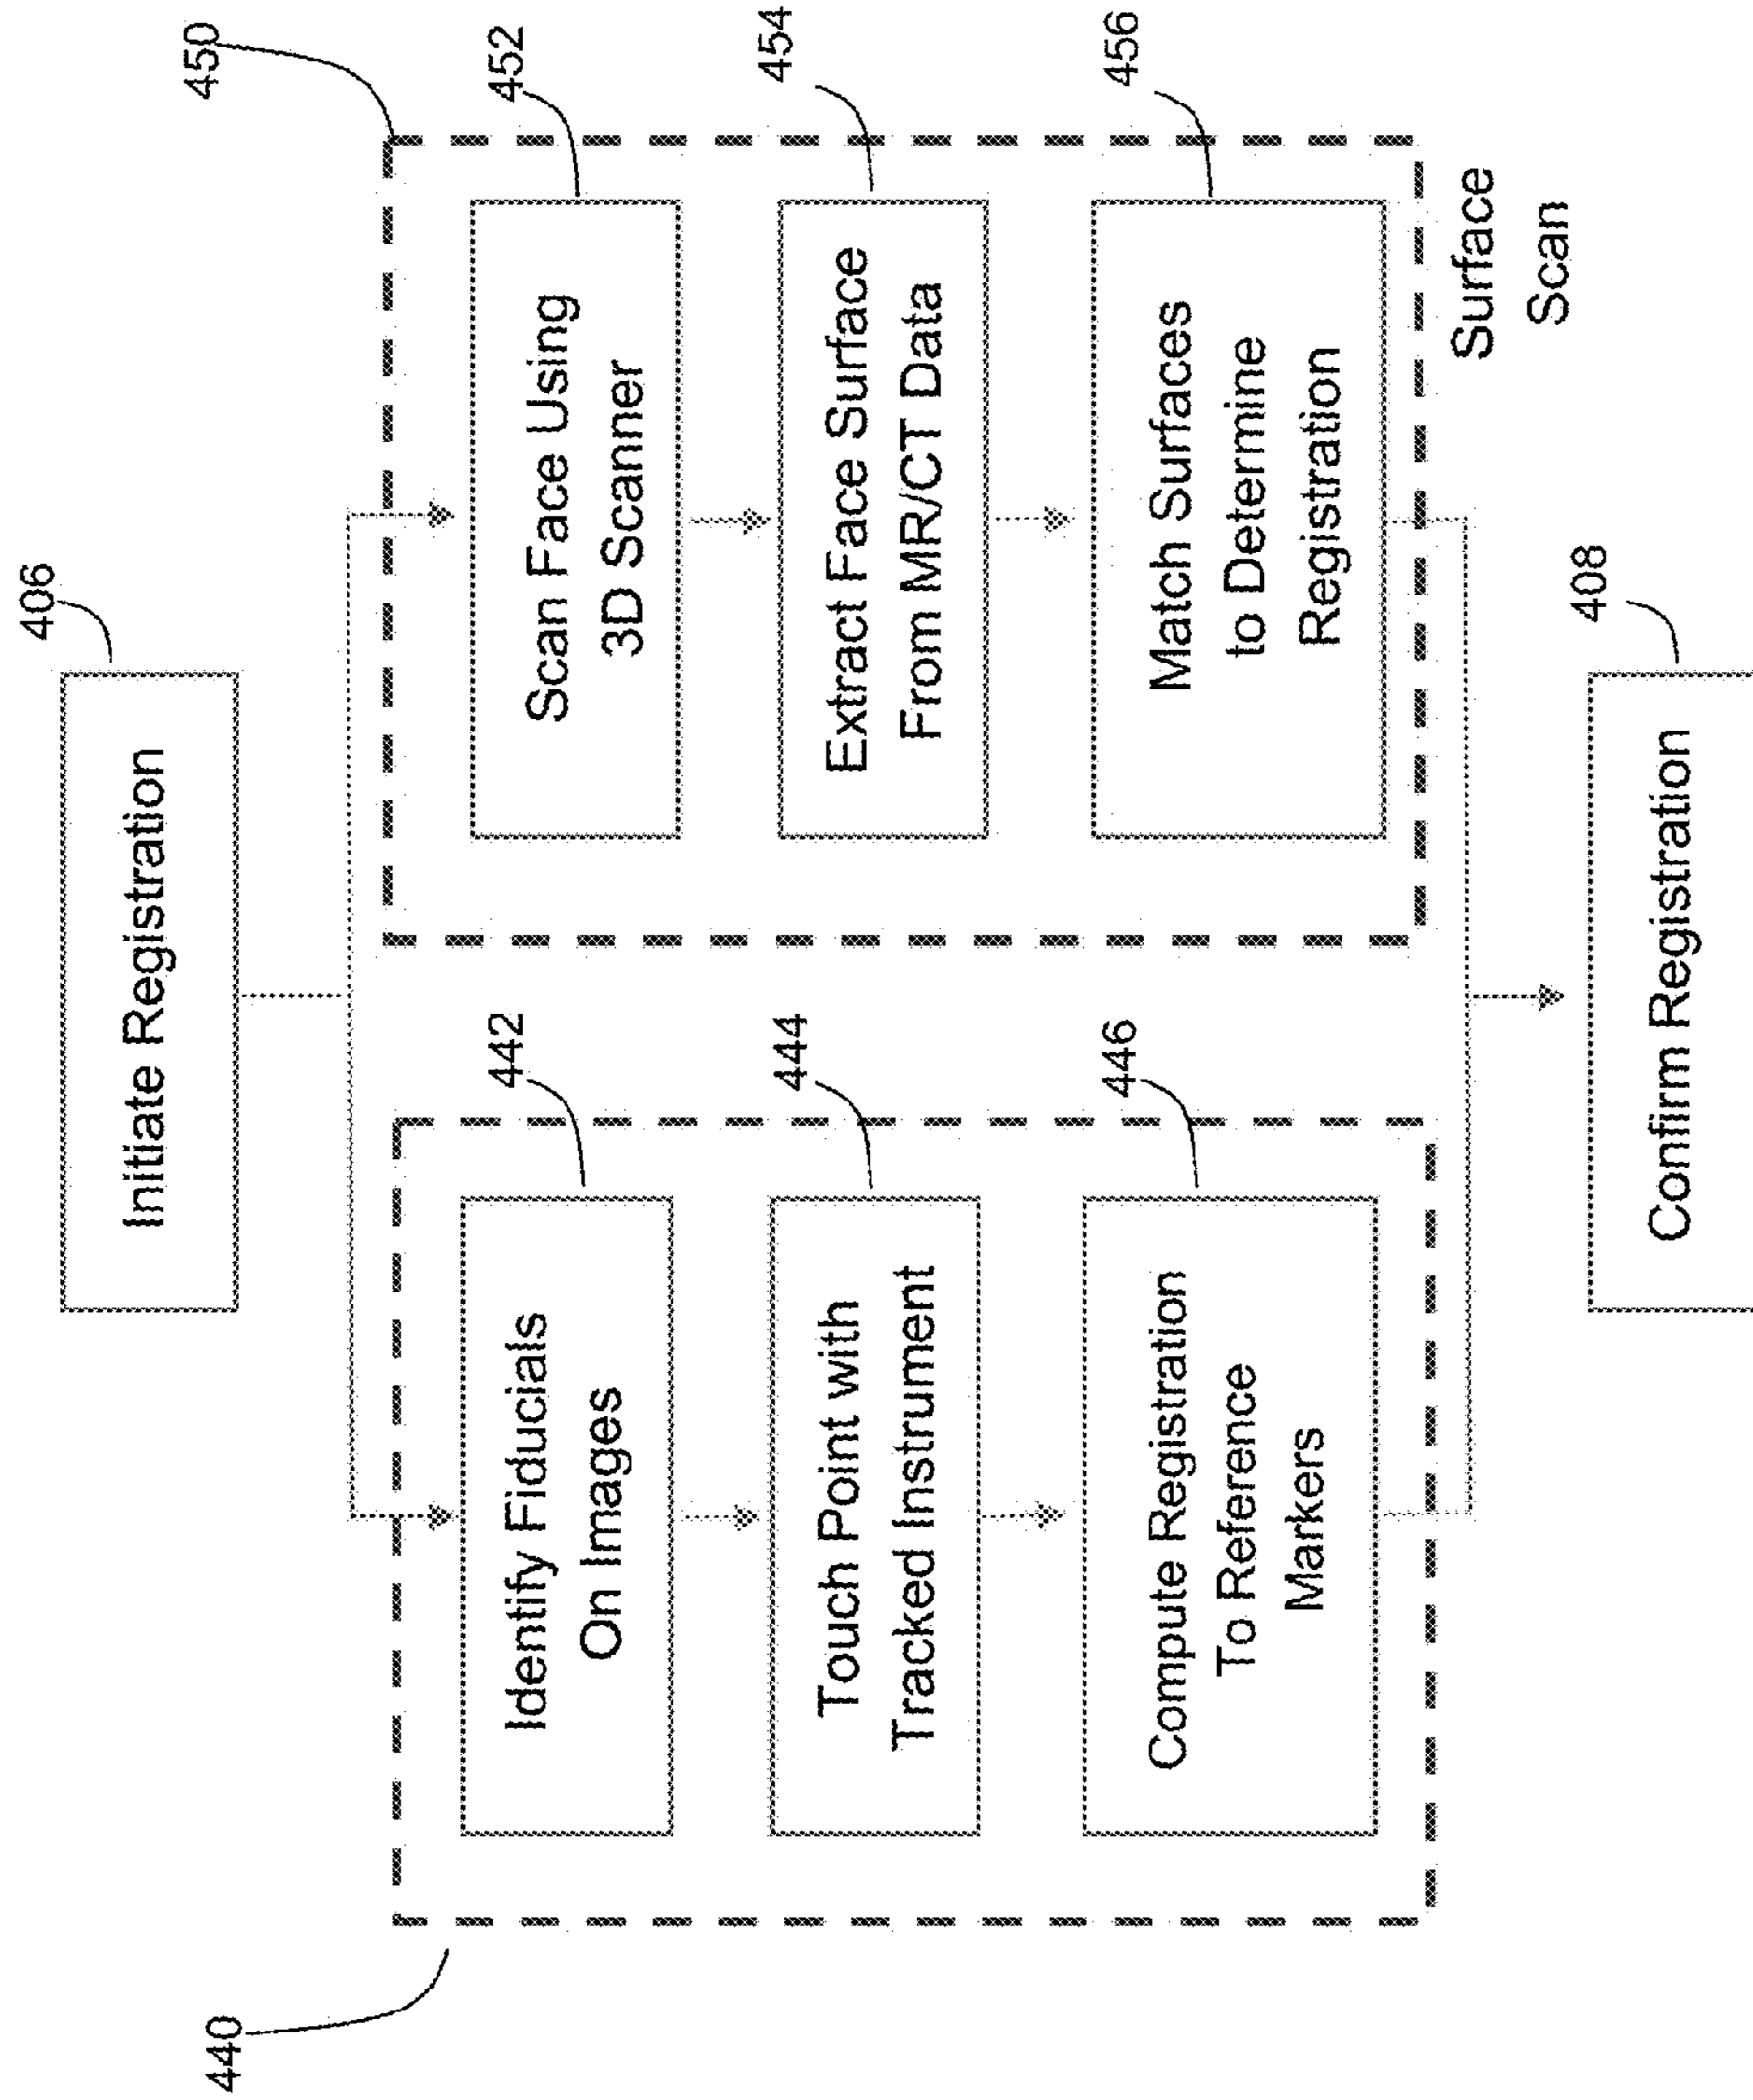 406
Initiate Registration
450
440
442
Identify Fiducials
On Images
444
Touch Point with
Tracked Instrument
446
Compute Registration
To Reference
Markers
452
Scan Face Using
3D Scanner
454
Extract Face Surface
From MR/CT Data
456
Match Surfaces
to Determine
Registration
Surface
Scan
408
Confirm Registration